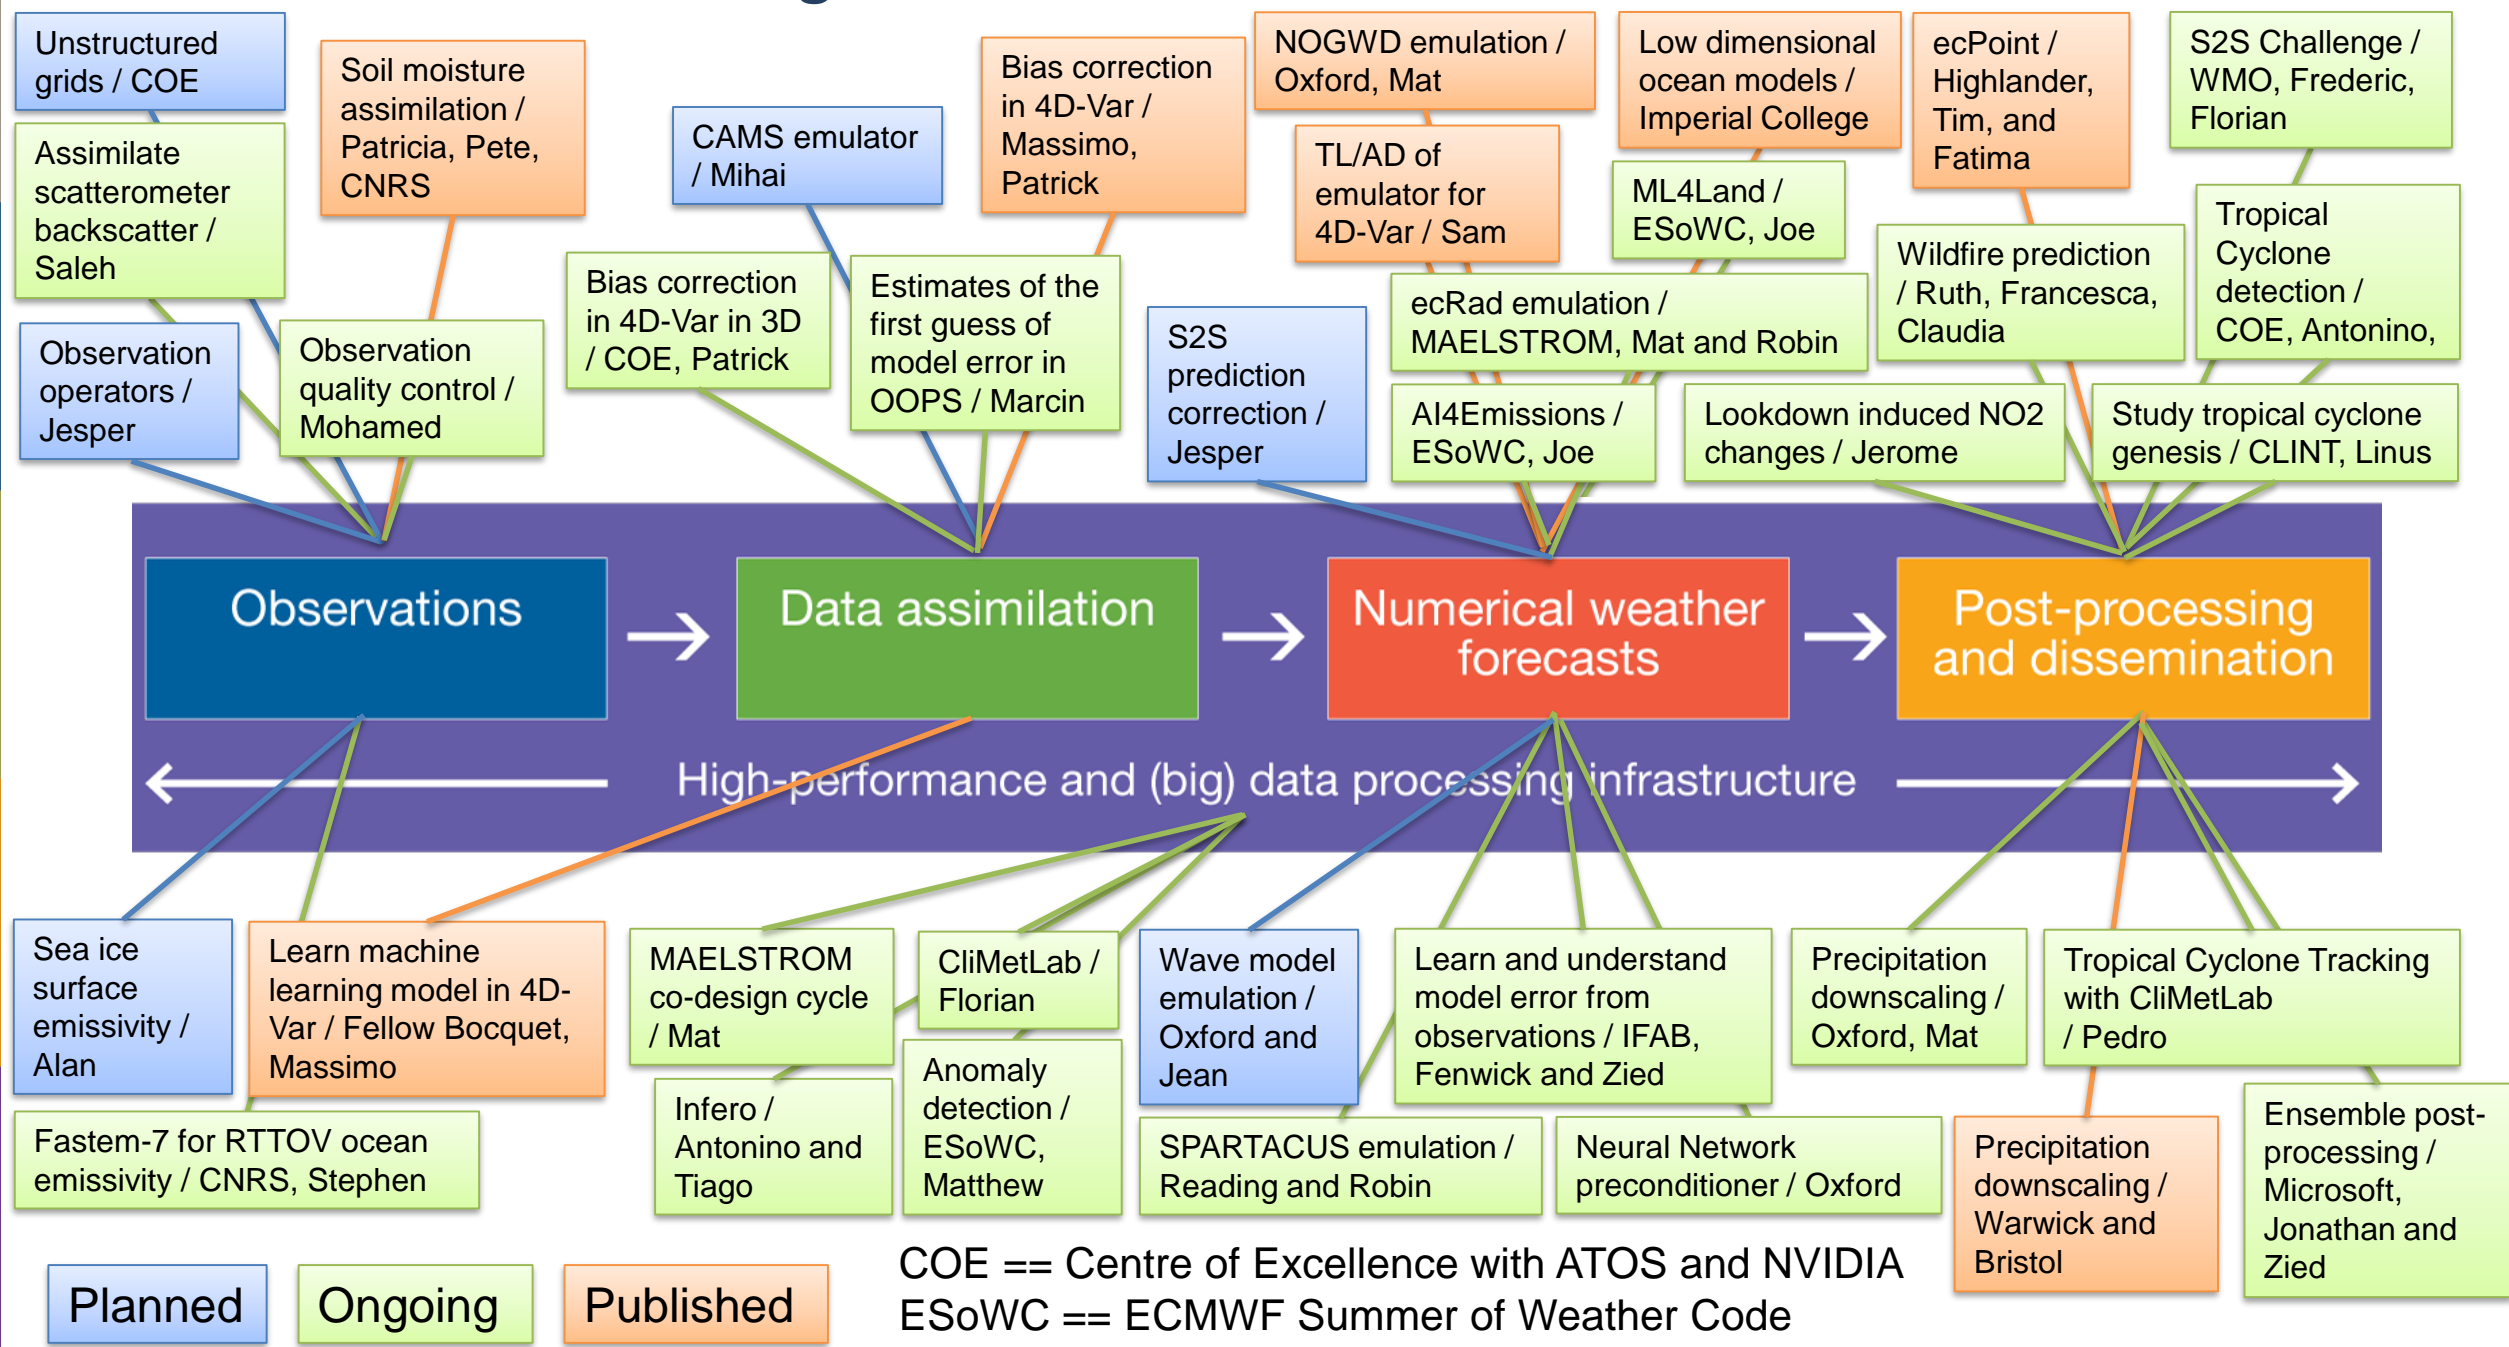 Unstructured
grids / COE
Soil moisture
assimilation /
Patricia, Pete,
CNRS
Assimilate
scatterometer
backscatter /
Saleh
Observation
operators /
Jesper
Observation
quality control /
Mohamed
CAMS emulator
/ Mihai
Bias correction
in 4D-Var /
Massimo,
Patrick
Bias correction
in 4D-Var in 3D
/ COE, Patrick
Estimates of the
first guess of
model error in
OOPS / Marcin
NOGWD emulation /
Oxford, Mat
Low dimensional
ocean models /
Imperial College
TL/AD of
emulator for
4D-Var / Sam
ML4Land /
ESoWC, Joe
ecRad emulation /
MAELSTROM, Mat and Robin
S2S
prediction
correction /
Jesper
AI4Emissions /
ESoWC, Joe
ecPoint /
Highlander,
Tim, and
Fatima
S2S Challenge /
WMO, Frederic,
Florian
Wildfire prediction
/ Ruth, Francesca,
Claudia
Tropical
Cyclone
detection /
COE, Antonino,
Lookdown induced NO2
changes / Jerome
Study tropical cyclone
genesis / CLINT, Linus
Observations
Data assimilation
Numerical weather
forecasts
Post-processing
and dissemination
High-performance and (big) data processing infrastructure
Sea ice
surface
emissivity /
Alan
Learn machine
learning model in 4D-
Var / Fellow Bocquet,
Massimo
Fastem-7 for RTTOV ocean
emissivity / CNRS, Stephen
MAELSTROM
co-design cycle
/ Mat
CliMetLab /
Florian
Infero /
Antonino and
Tiago
Anomaly
detection /
ESoWC,
Matthew
Wave model
emulation /
Oxford and
Jean
Learn and understand
model error from
observations / IFAB,
Fenwick and Zied
SPARTACUS emulation /
Reading and Robin
Neural Network
preconditioner / Oxford
Precipitation
downscaling /
Oxford, Mat
Tropical Cyclone Tracking
with CliMetLab
/ Pedro
Precipitation
downscaling /
Warwick and
Bristol
Ensemble post-
processing /
Microsoft,
Jonathan and
Zied
Planned
Ongoing
Published
COE == Centre of Excellence with ATOS and NVIDIA
ESoWC == ECMWF Summer of Weather Code